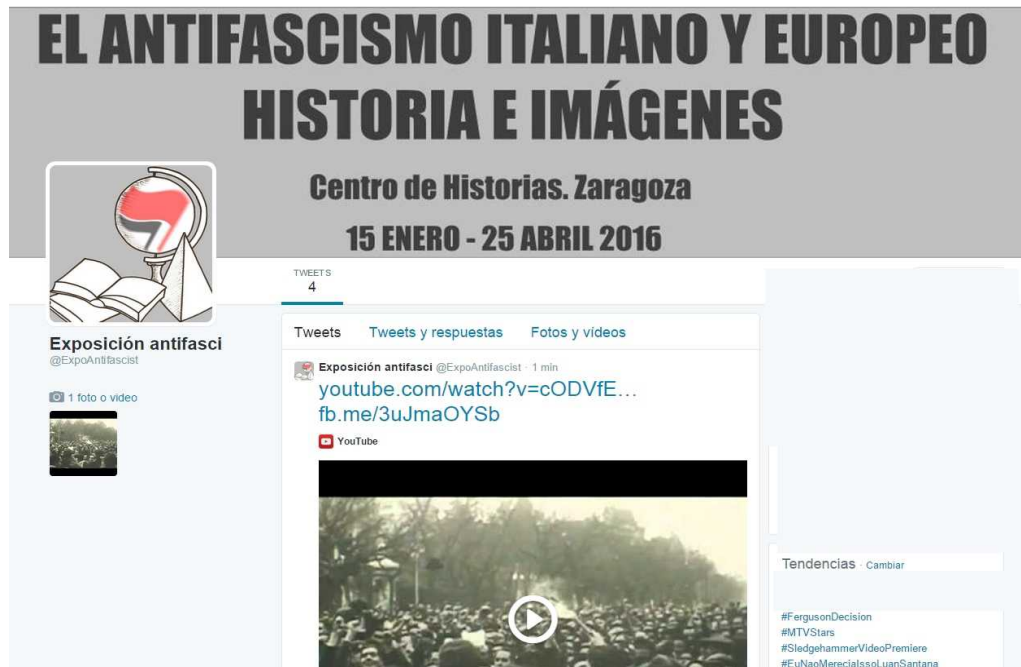 EL ANTIFASCISMO ITALIANO Y EUROPEO
HISTORIA E IMÁGENES
Centro de Historias. Zaragoza
15 ENERO - 25 ABRIL 2016
TWEETS
4
Exposición antifasci
@ExpoAntifascist
1 foto o video
Tweets Tweets y respuestas Fotos y vídeos
Exposición antifasci @ExpoAntifascist · 1 min
youtube.com/watch?v=cODVfE…
fb.me/3uJmaOYSb
YouTube
Tendencias · Cambiar
#FergusonDecision
#MTVStars
#SledgehammerVideoPremiere
#EuNaoMereciaIssoLuanSantana